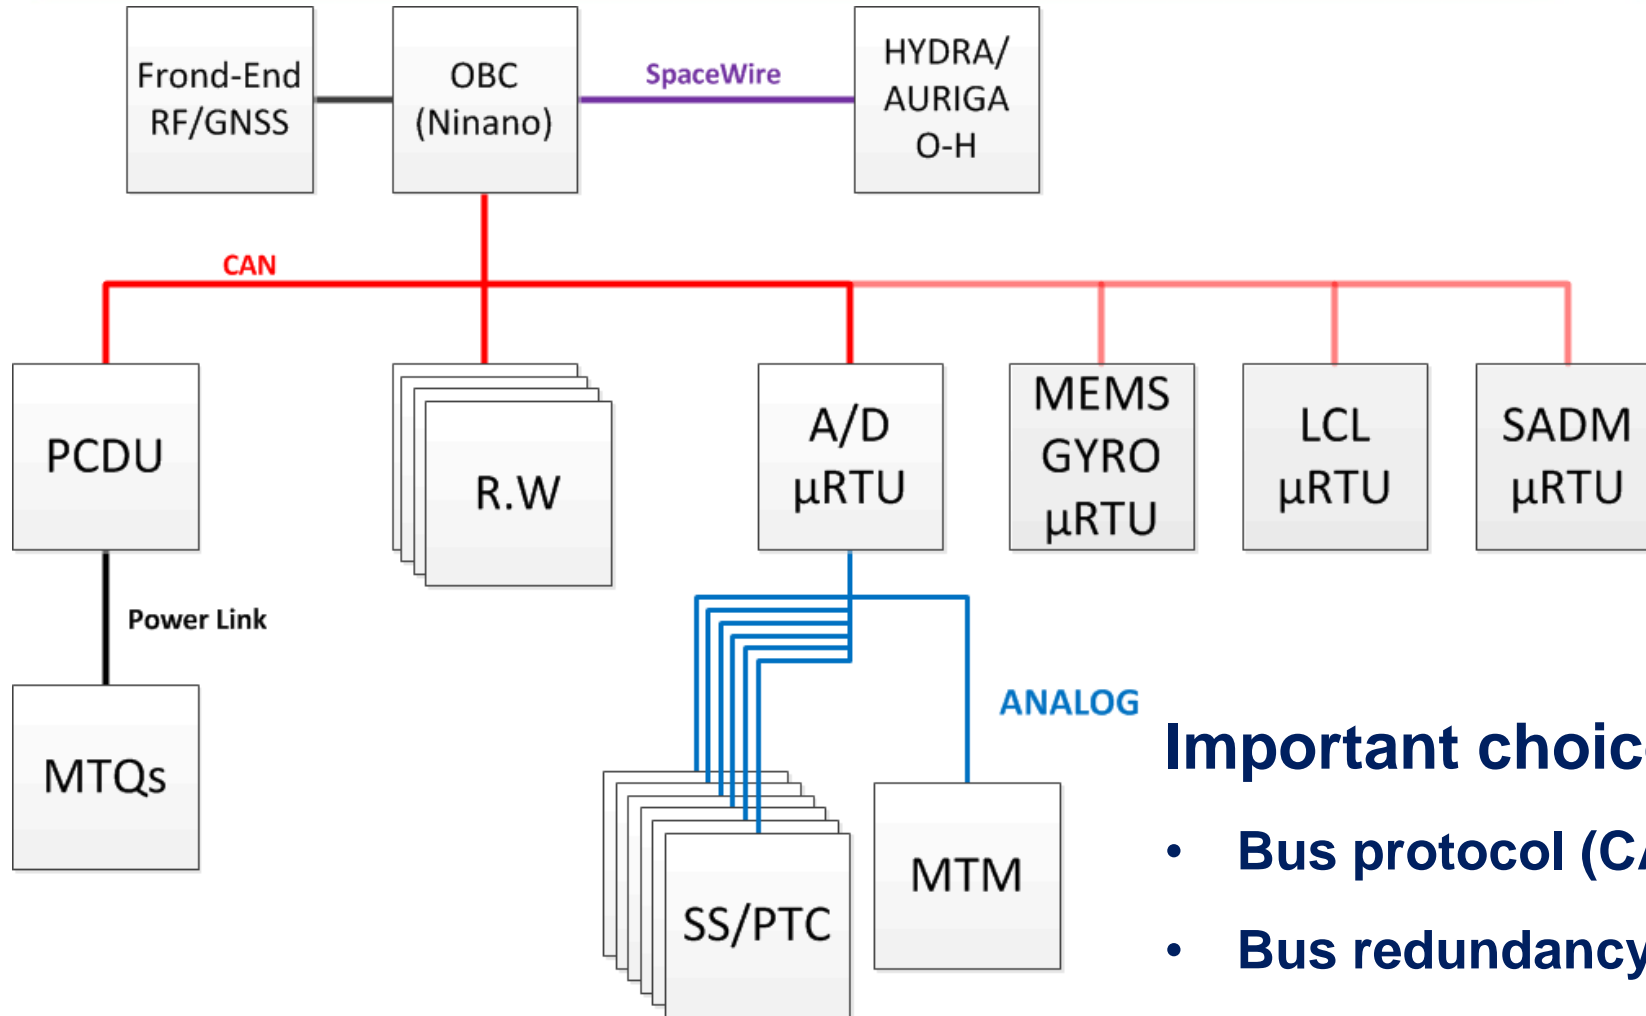 Frond-End
RF/GNSS
OBC
(Ninano)
SpaceWire
HYDRA/
AURIGA
O-H
CAN
PCDU
R.W
A/D
µRTU
MEMS
GYRO
µRTU
LCL
µRTU
SADM
µRTU
Power Link
MTQs
ANALOG
SS/PTC
MTM
Important
• Bus protocol
• Bus redundancy